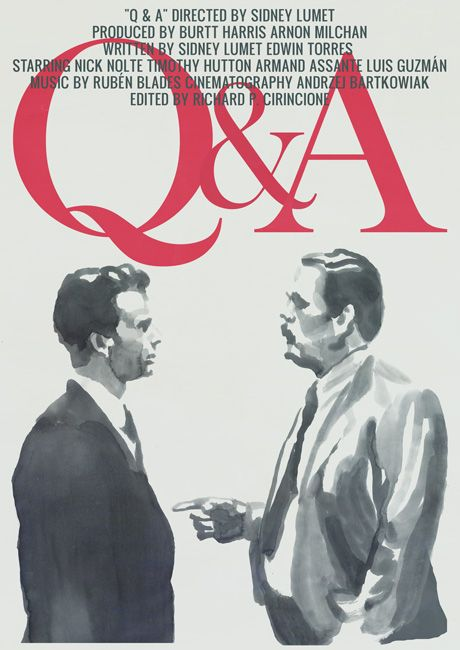 "Q & A" DIRECTED BY SIDNEY LUMET
PRODUCED BY BURTT HARRIS ARNON MILCHAN
WRITTEN BY SIDNEY LUMET EDWIN TORRES
STARRING NICK NOLTE TIMOTHY HUTTON ARMAND ASSANTE LUIS GUZMÁN
MUSIC BY RUBÉN BLADES CINEMATOGRAPHY ANDRZEJ BARTKOWIAK
EDITED BY RICHARD P. CIRINCIONE
Q&A